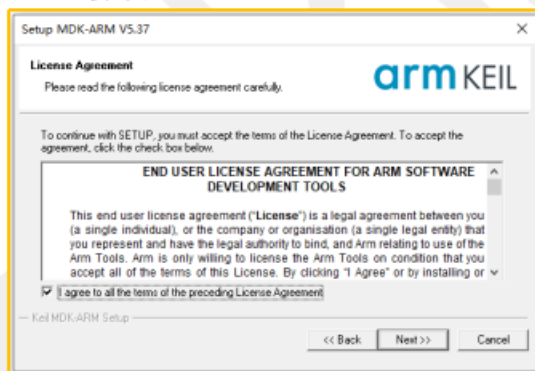 Setup MDK-ARM V5.37
License Agreement
Please read the following license agreement carefully.
arm KEIL
To continue with SETUP, you must accept the terms of the License Agreement. To accept the
agreement, click the check box below.
END USER LICENSE AGREEMENT FOR ARM SOFTWARE
DEVELOPMENT TOOLS
This end user license agreement ("License") is a legal agreement between you
(a single individual), or the company or organisation (a single legal entity) that
you represent and have the legal authority to bind, and Arm relating to use of the
Arm Tools. Arm is only willing to license the Arm Tools on condition that you
accept all of the terms of this License. By clicking "I Agree" or by installing or
I agree to all the terms of the preceding License Agreement
Keil MDK-ARM Setup
<< Back
Next >>
Cancel